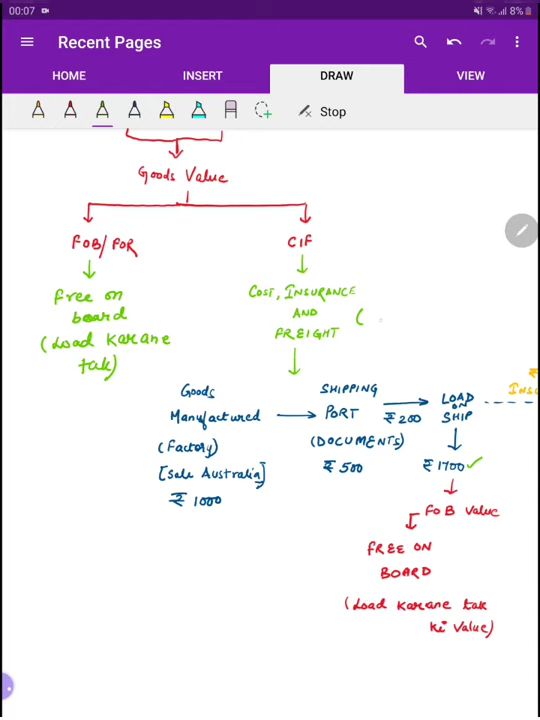 00:07
8%
Recent Pages
HOME INSERT DRAW VIEW
Stop
Goods Value
FOB/FOR
CIF
Free on
board
(Load Karane
tak)
COST, INSURANCE
AND
FREIGHT (
Goods
Manufactured
(Factory)
[Sale Australia]
₹ 1000
SHIPPING
PORT
(DOCUMENTS)
₹ 500
₹ 200
LOAD
ON
SHIP
₹ 1700 ✓
₹
INSU
FOB Value
FREE ON
BOARD
(Load Karane tak
ki Value)